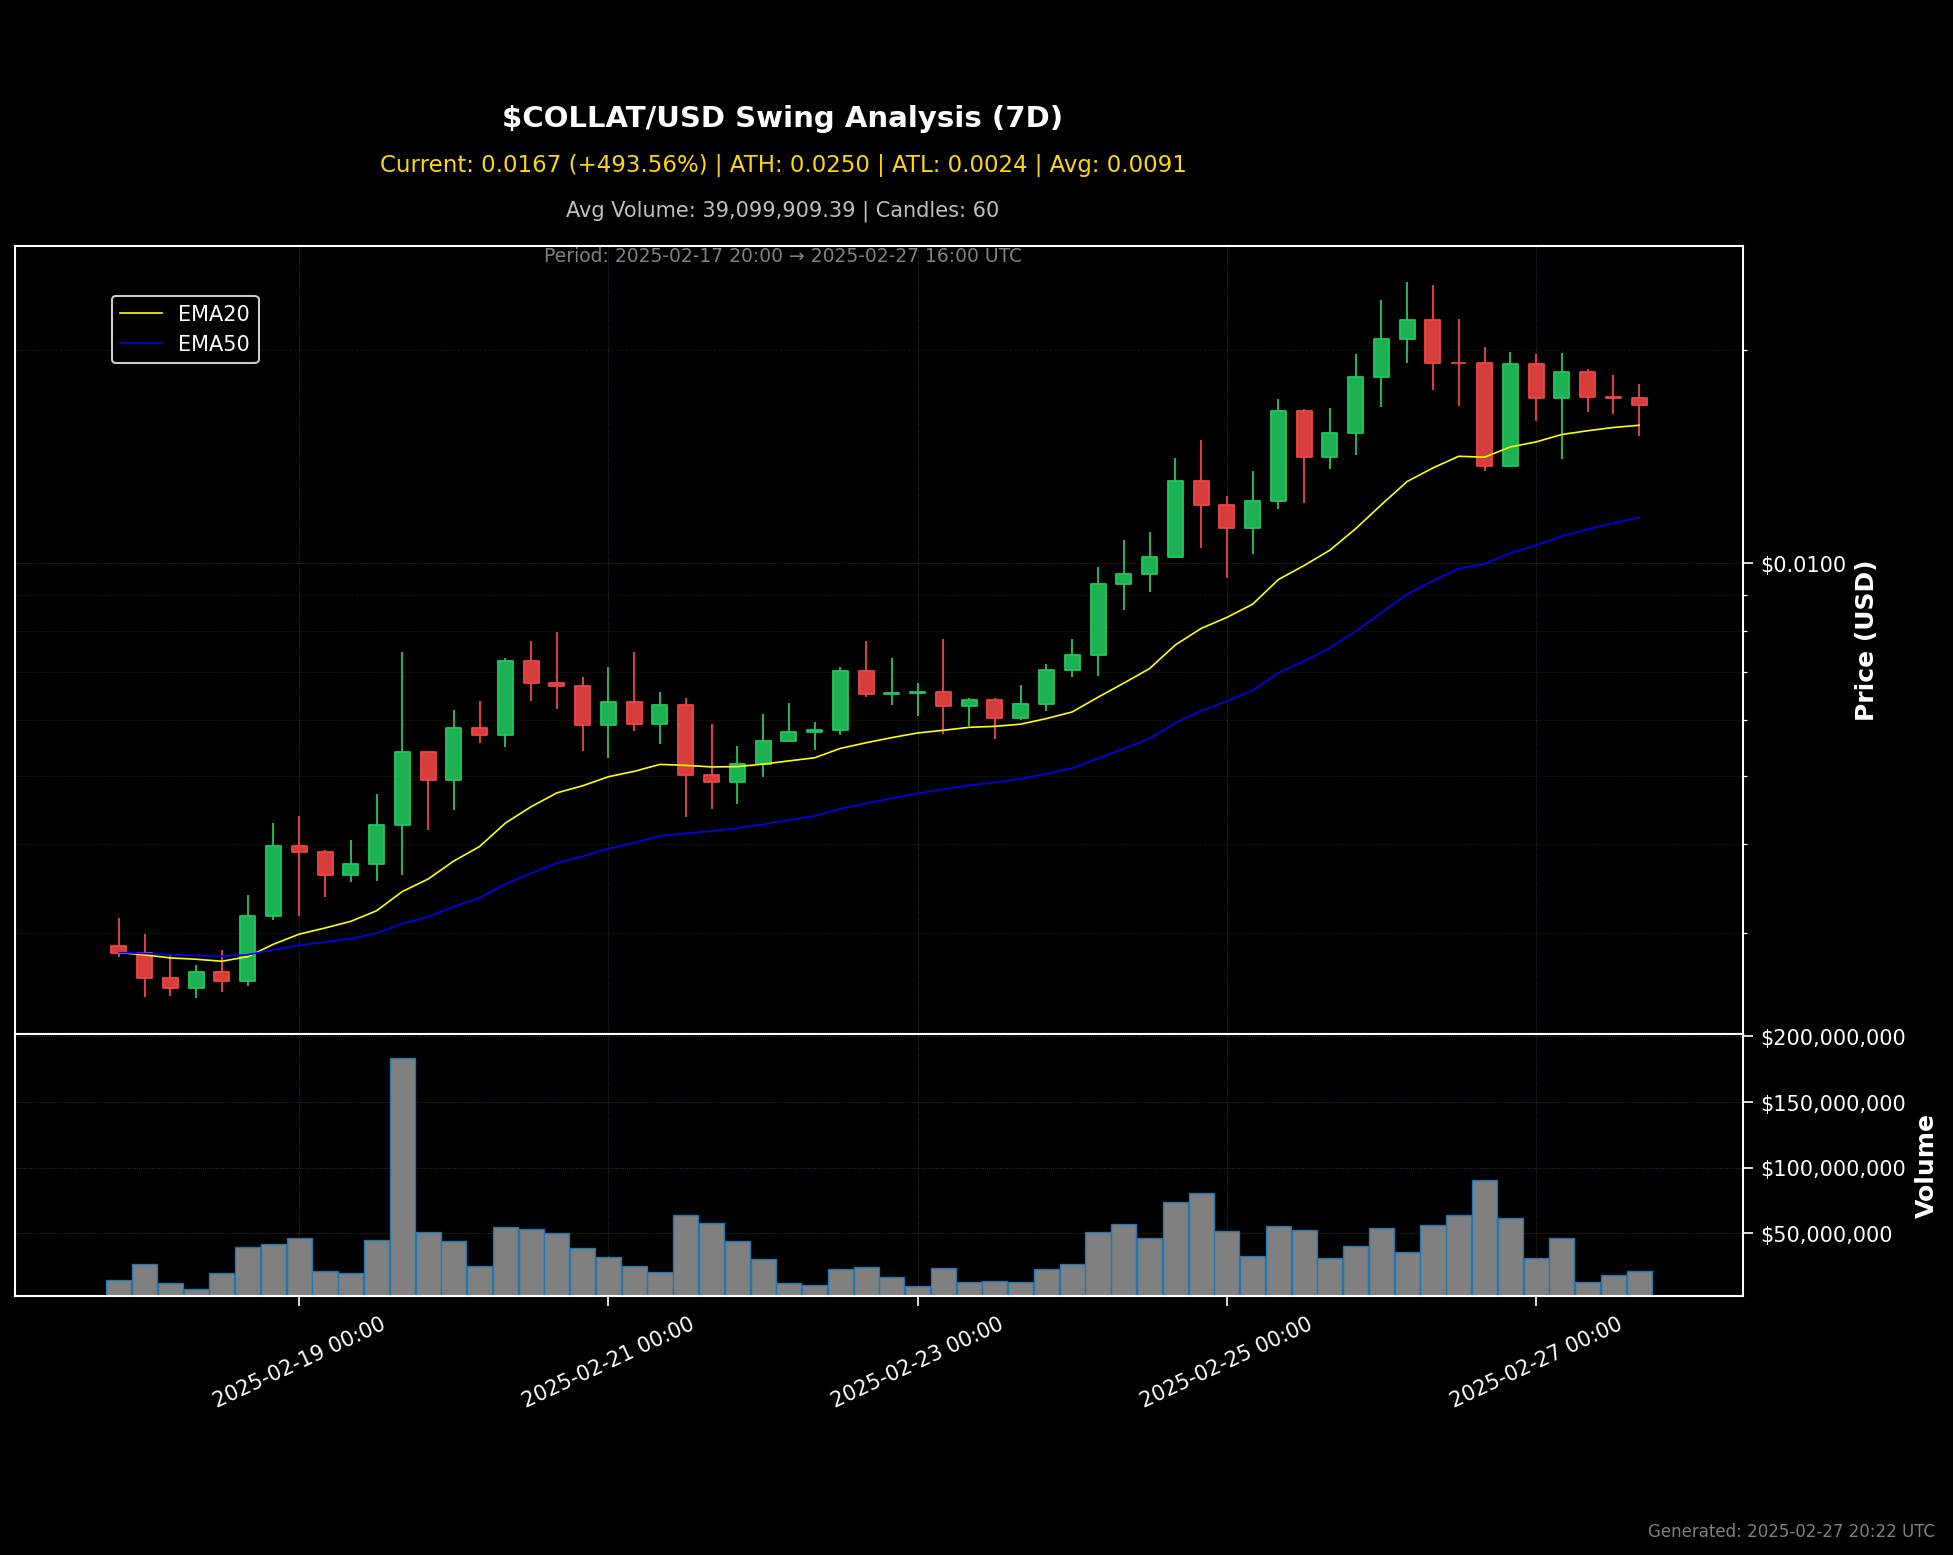 $COLLAT/USD Swing Analysis (7D)
Current: 0.0167 (+493.56%) | ATH: 0.0250 | ATL: 0.0024 | Avg: 0.0091
Avg Volume: 39,099,909.39 | Candles: 60
Period: 2025-02-17 20:00 → 2025-02-27 16:00 UTC
EMA20
EMA50
$0.0100
Price (USD)
$200,000,000
$150,000,000
$100,000,000
$50,000,000
Volume
2025-02-19 00:00
2025-02-21 00:00
2025-02-23 00:00
2025-02-25 00:00
2025-02-27 00:00
Generated: 2025-02-27 20:22 UTC